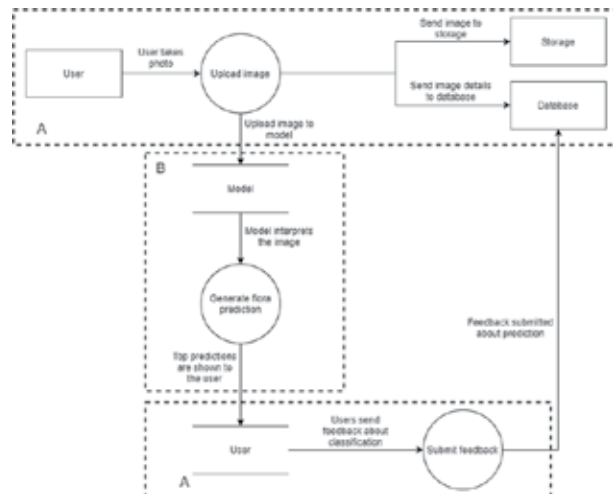 User
User takes
photo
Upload image
Send image to
storage
Storage
Send image details
to database
Database
A
Upload image to
model
B
Model
Model interprets
the image
Generate flora
prediction
Feedback submitted
about prediction
Top predictions
are shown to
the user
User
Users send
feedback about
classification
Submit feedback
A